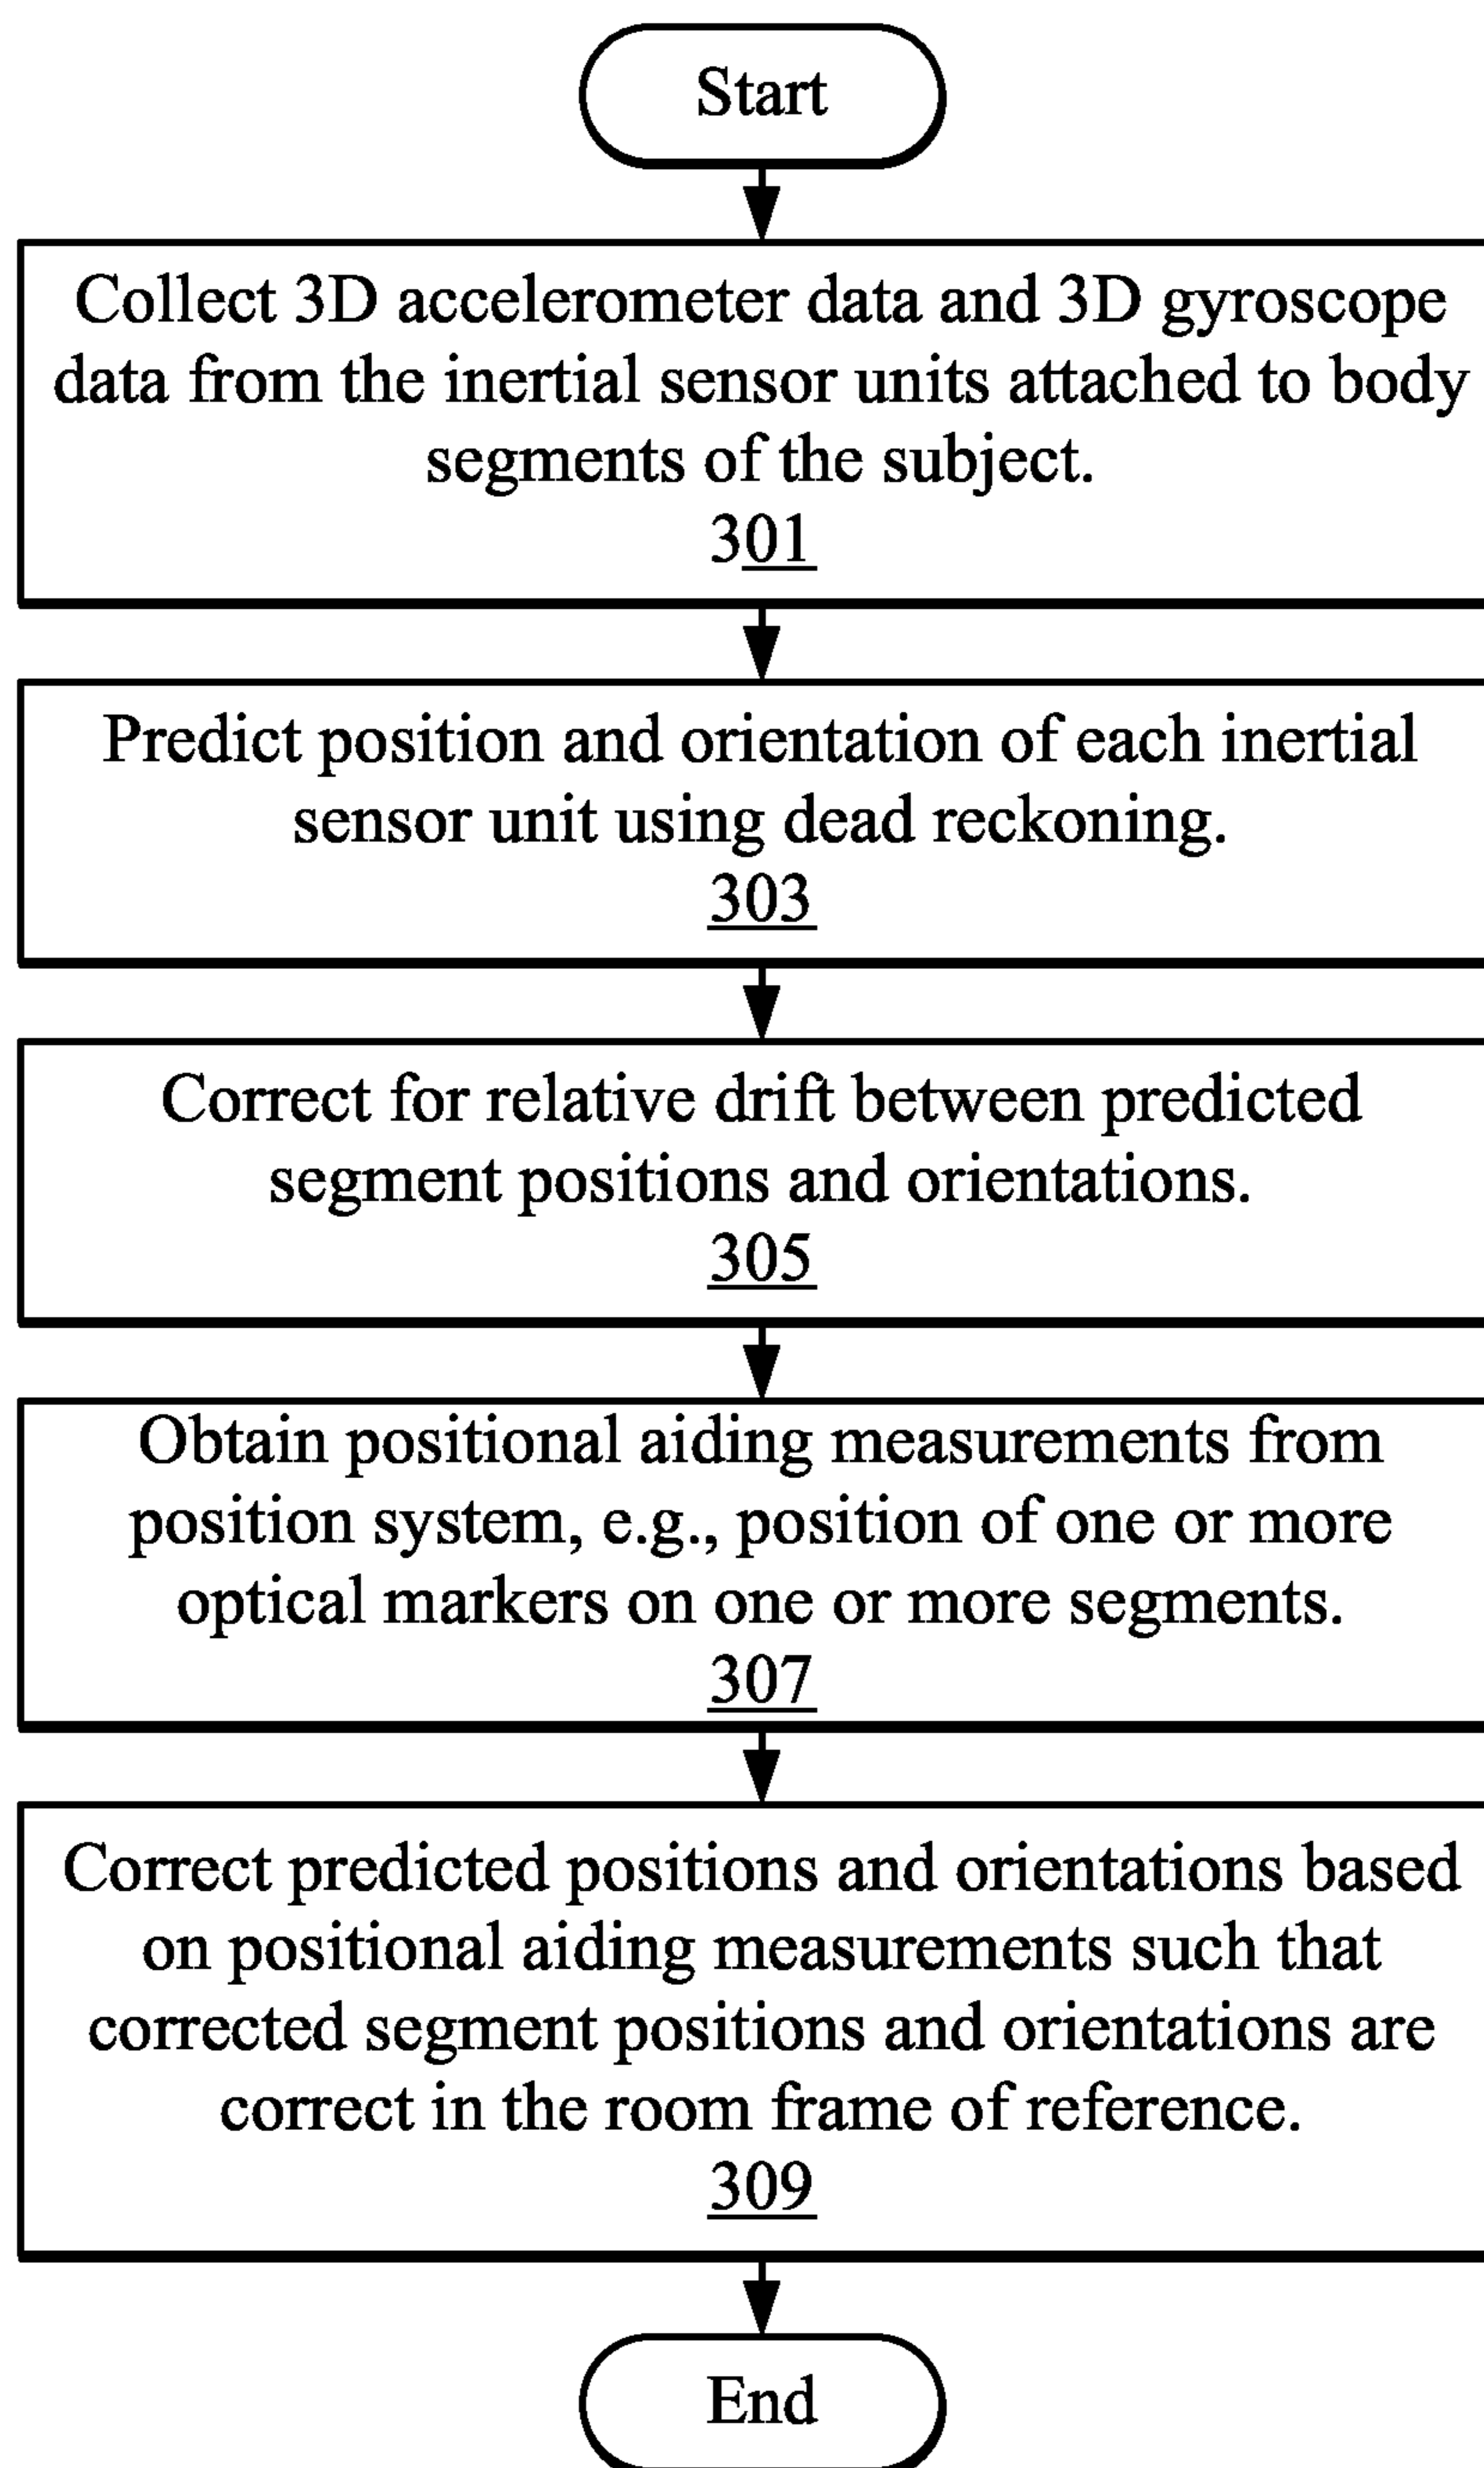 Start
Collect 3D accelerometer data and 3D gyroscope
data from the inertial sensor units attached to body
segments of the subject.
301
Predict position and orientation of each inertial
sensor unit using dead reckoning.
303
Correct for relative drift between predicted
segment positions and orientations.
305
Obtain positional aiding measurements from
position system, e.g., position of one or more
optical markers on one or more segments.
307
Correct predicted positions and orientations based
on positional aiding measurements such that
corrected segment positions and orientations are
correct in the room frame of reference.
309
End